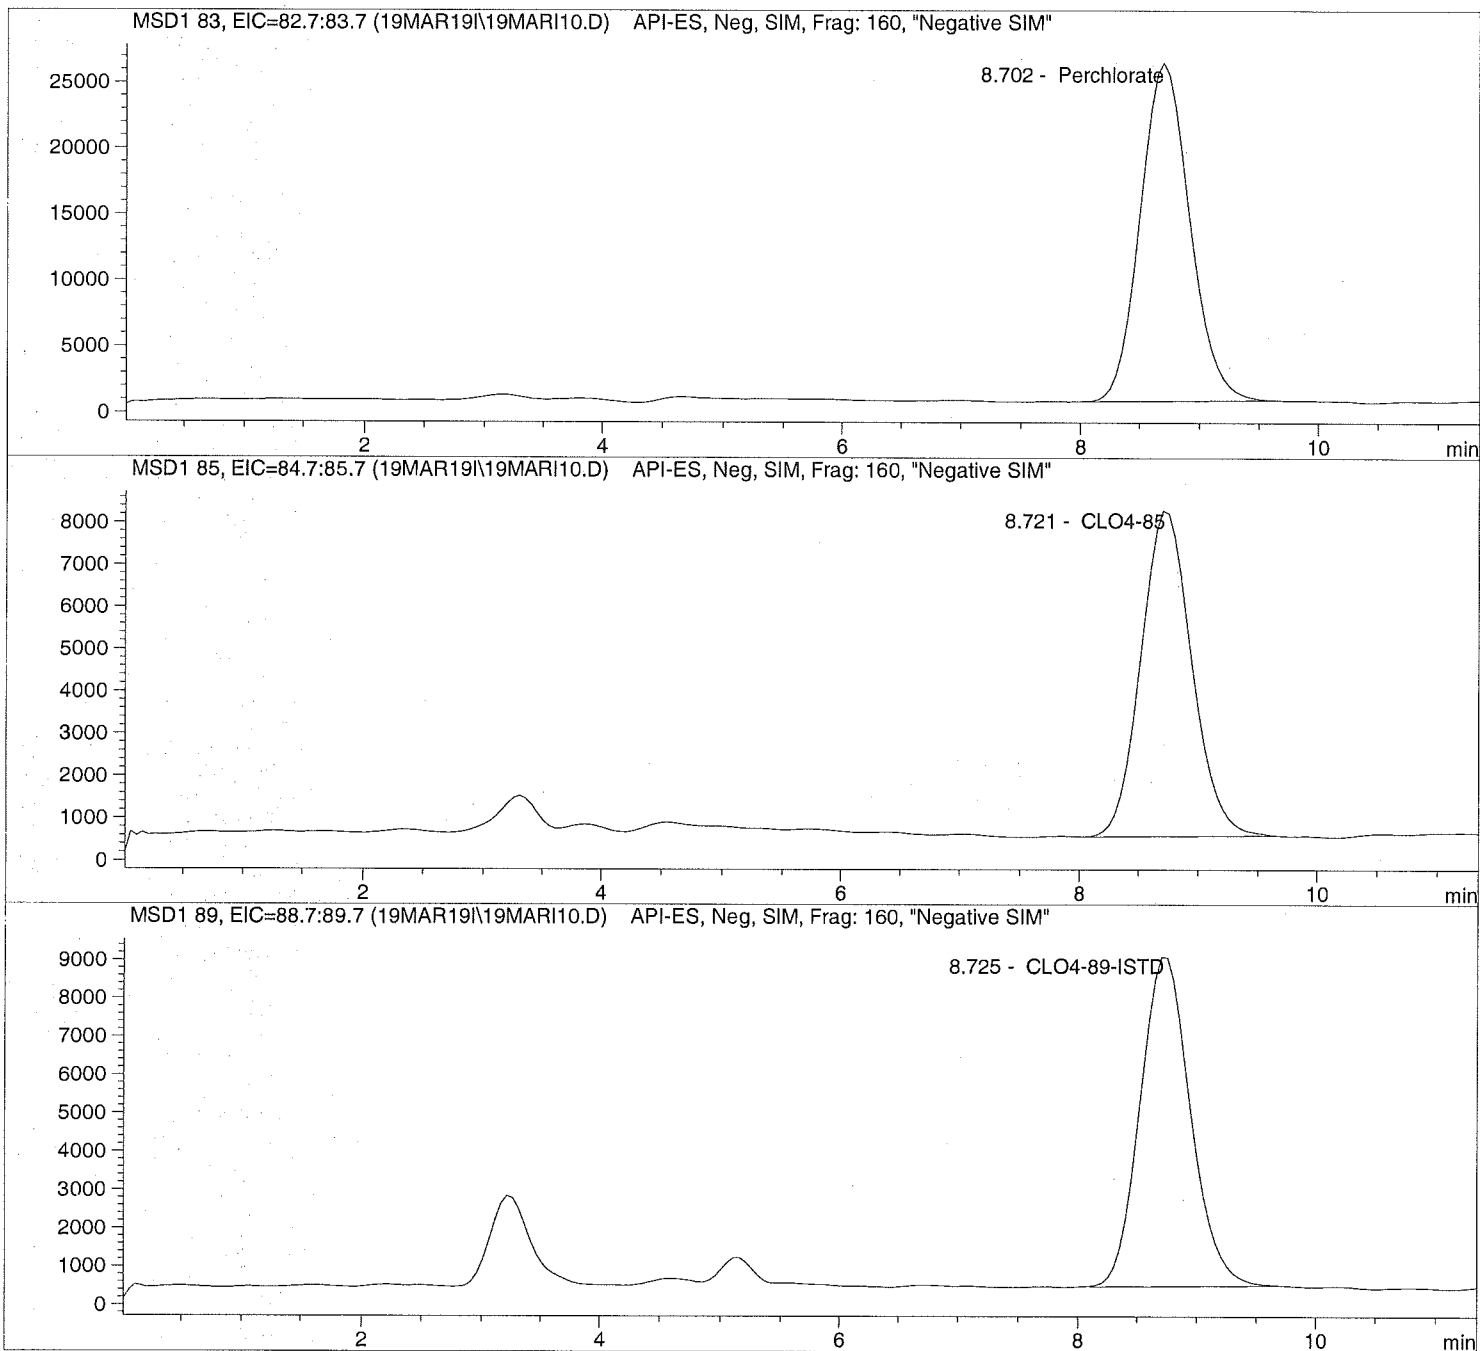 MSD1 83, EIC=82.7:83.7 (19MAR19I\19MARI10.D) API-ES, Neg, SIM, Frag: 160, "Negative SIM"
8.702 - Perchlorate
25000
20000
15000
10000
5000
0
2 4 6 8 10 min
MSD1 85, EIC=84.7:85.7 (19MAR19I\19MARI10.D) API-ES, Neg, SIM, Frag: 160, "Negative SIM"
8.721 - CLO4-85
8000
7000
6000
5000
4000
3000
2000
1000
0
2 4 6 8 10 min
MSD1 89, EIC=88.7:89.7 (19MAR19I\19MARI10.D) API-ES, Neg, SIM, Frag: 160, "Negative SIM"
8.725 - CLO4-89-ISTD
9000
8000
7000
6000
5000
4000
3000
2000
1000
0
2 4 6 8 10 min